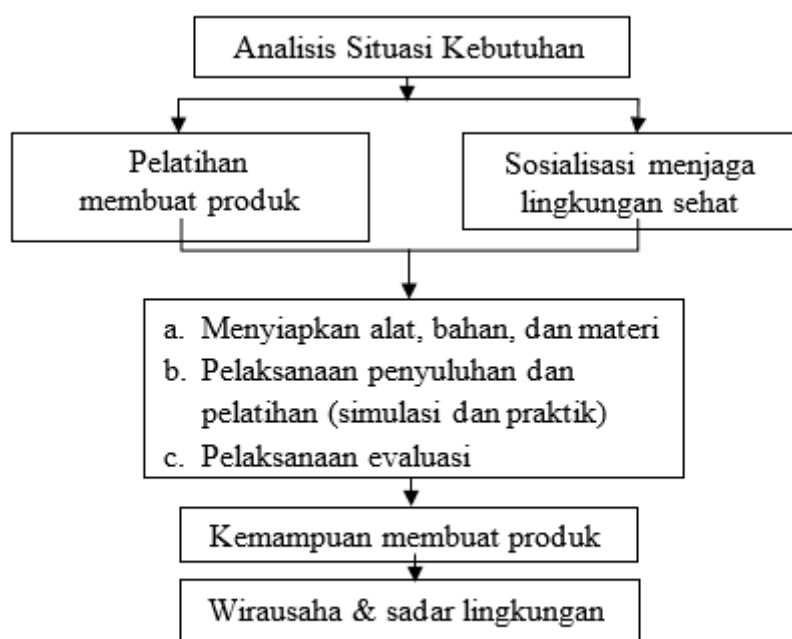 Analisis Situasi Kebutuhan
Pelatihan
membuat produk
Sosialisasi menjaga
lingkungan sehat
a. Menyiapkan alat, bahan, dan materi
b. Pelaksanaan penyuluhan dan
pelatihan (simulasi dan praktik)
c. Pelaksanaan evaluasi
Kemampuan membuat produk
Wirausaha & sadar lingkungan